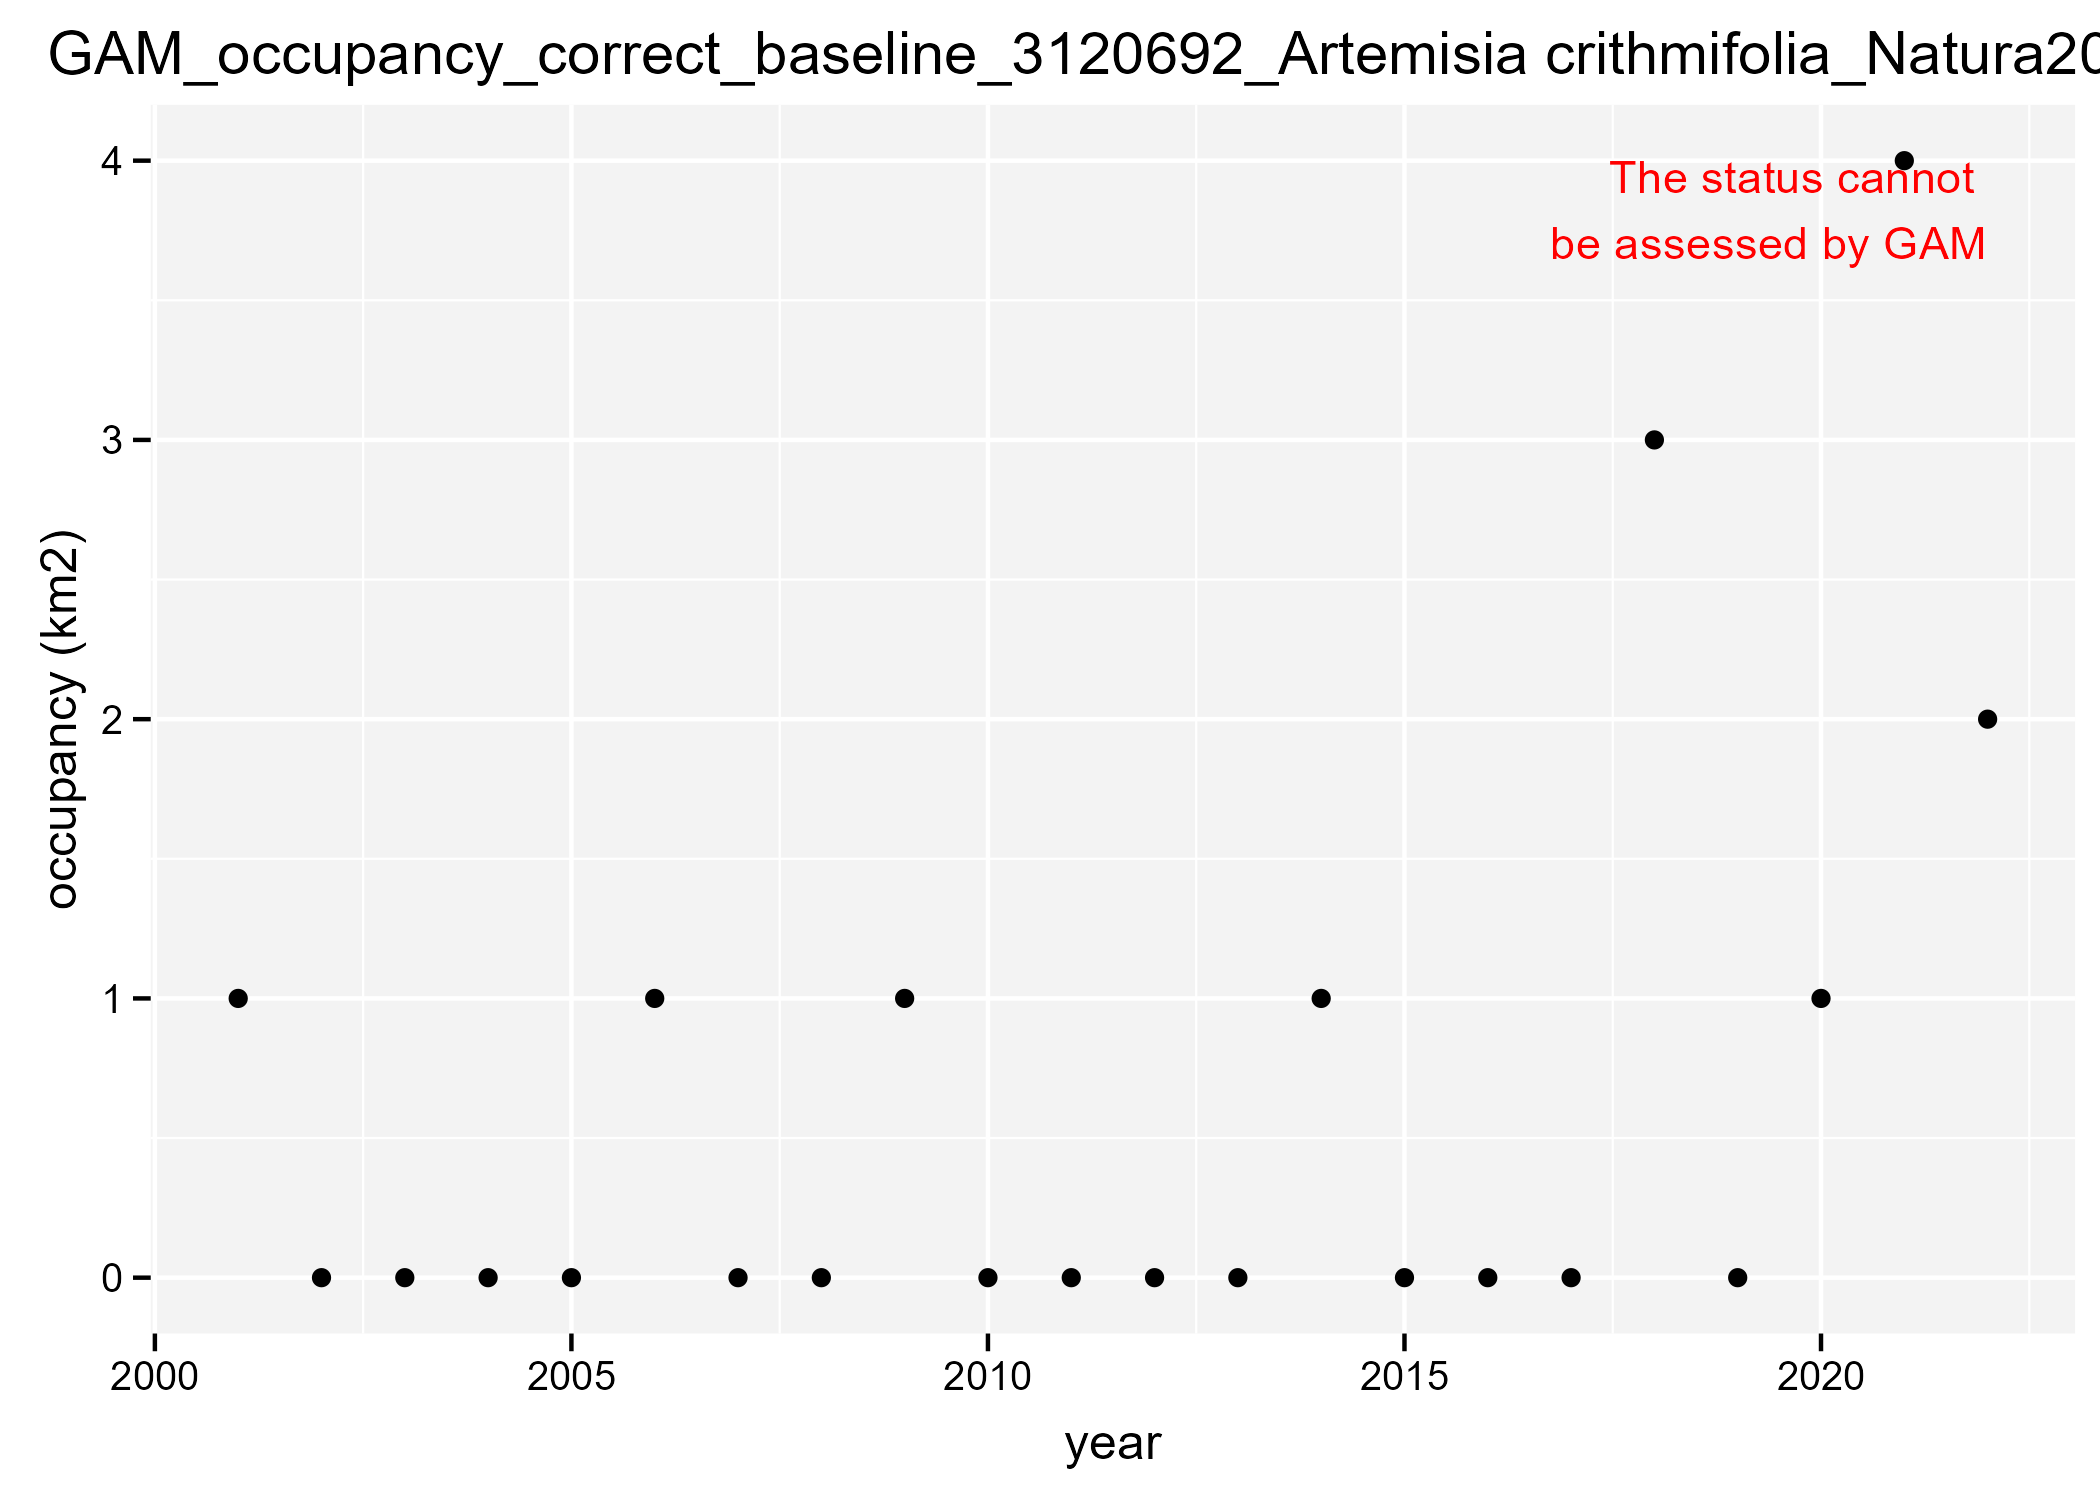 GAM_occupancy_correct_baseline_3120692_Artemisia crithmifolia_Natura20
4
The status cannot
be assessed by GAM
3
occupancy (km2)
2
1
0
2000 2005 2010 2015 2020
year